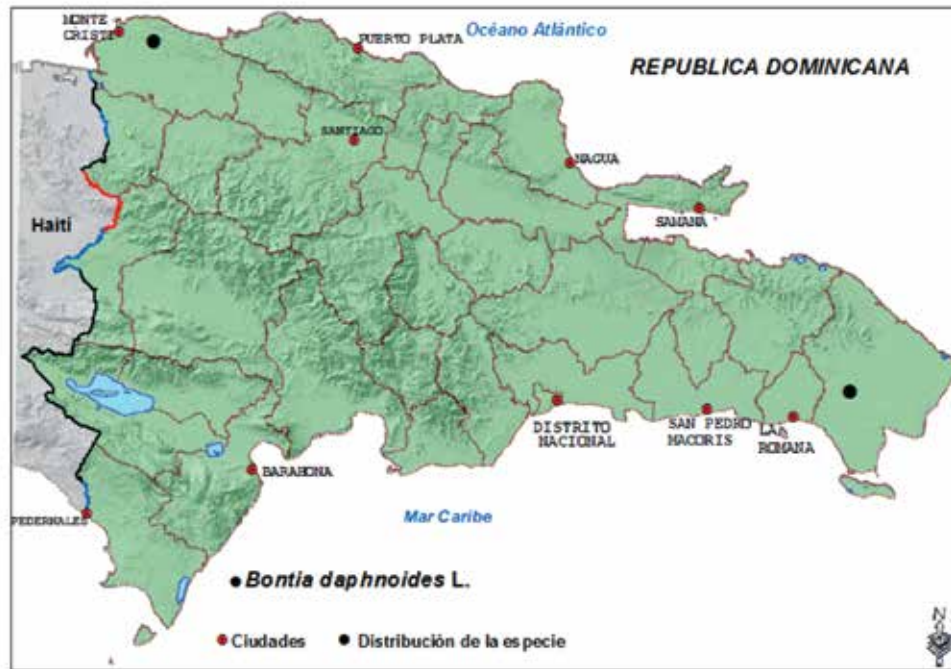 MONTE
CRISTI
PUERTO PLATA
Océano Atlántico
REPUBLICA DOMINICANA
SANTIAGO
NAGUA
SAMANA
Haití
DISTRITO
NACIONAL
SAN PEDRO
MACORIS
LA
ROMANA
BARAHONA
PEDERNALES
Mar Caribe
Bontia daphnoides L.
Ciudades
Distribución de la especie
N